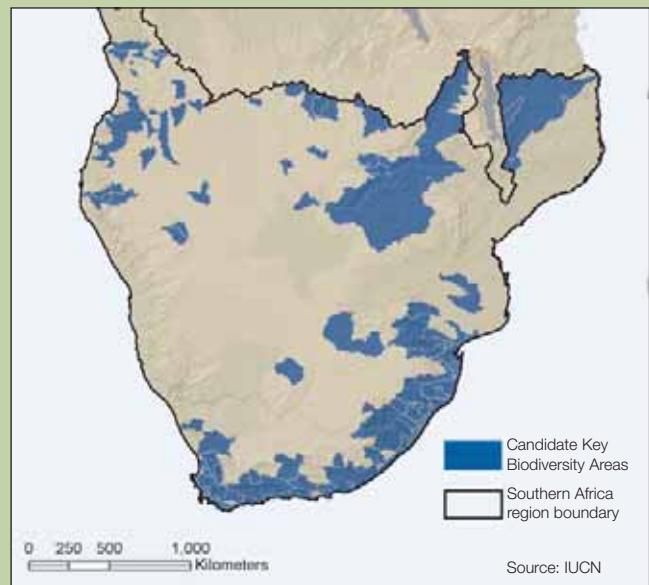 Candidate Key
Biodiversity Areas
Southern Africa
region boundary
0 250 500 1,000
Kilometers
Source: IUCN